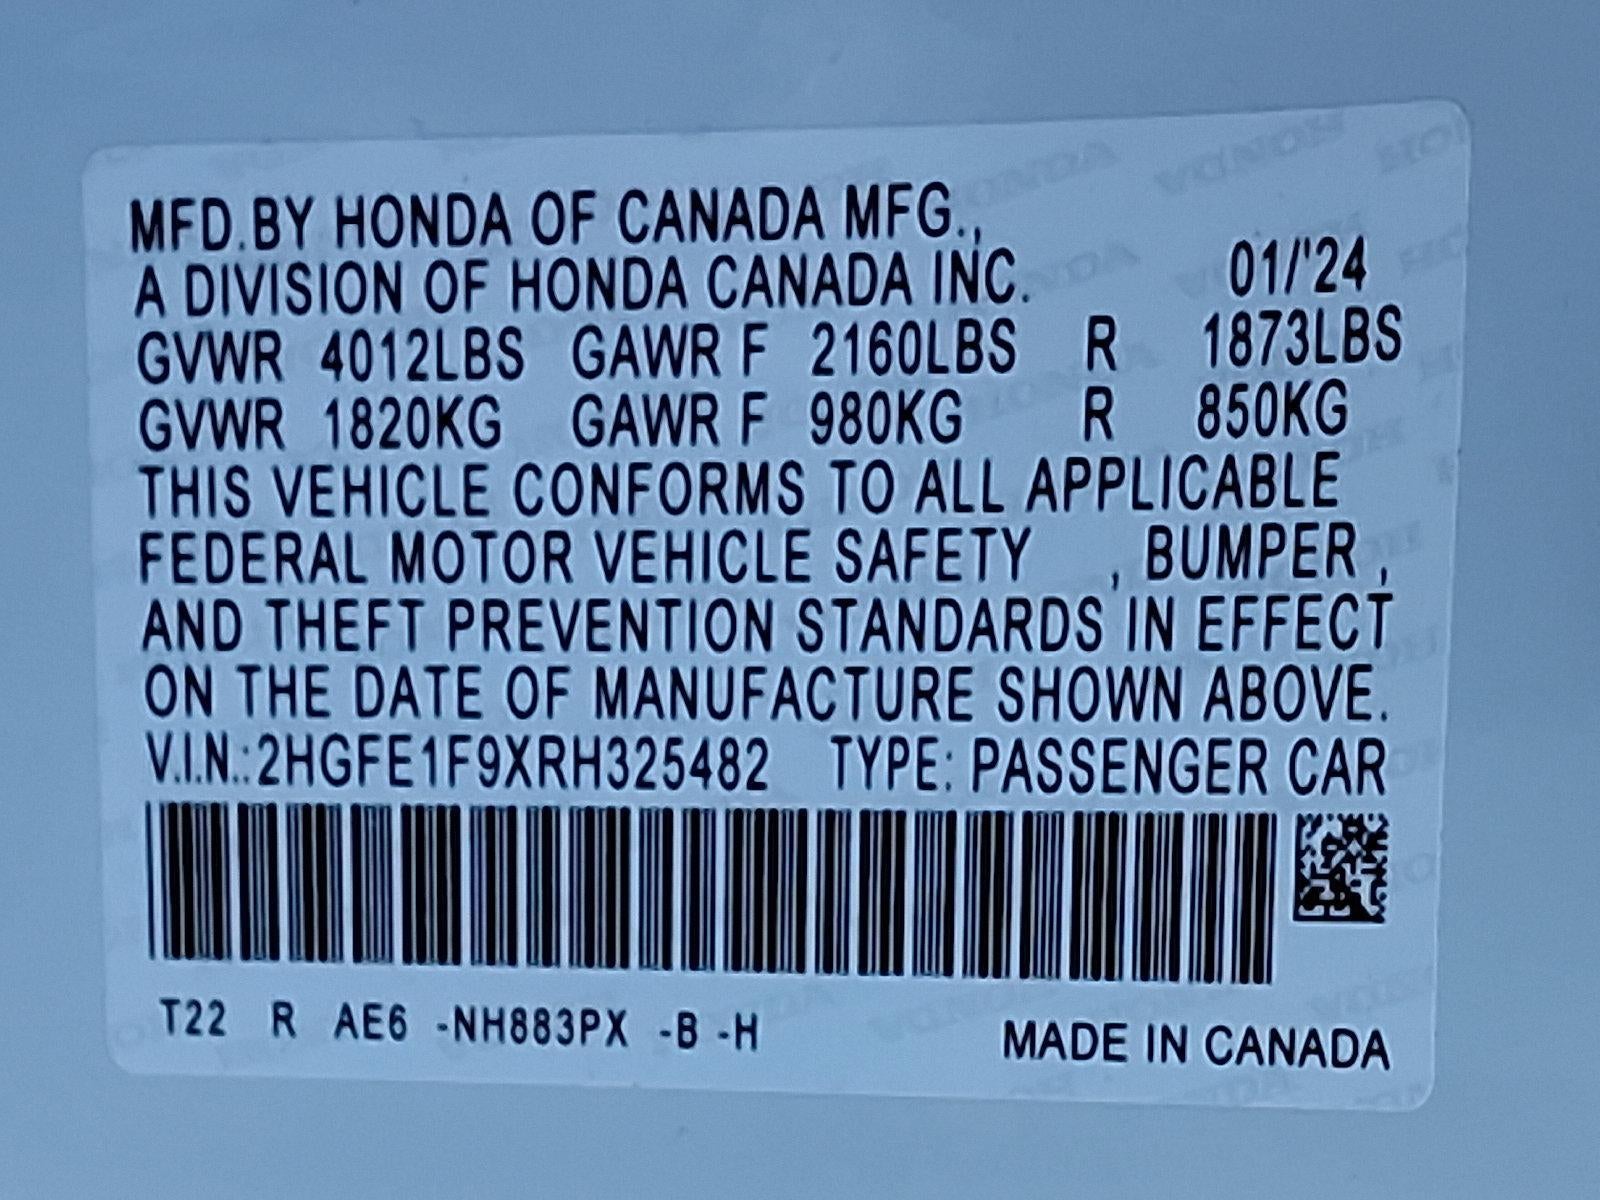 MFD.BY HONDA OF CANADA MFG.,
A DIVISION OF HONDA CANADA INC. 01/'24
GVWR 4012LBS GAWR F 2160LBS R 1873LBS
GVWR 1820KG GAWR F 980KG R 850KG
THIS VEHICLE CONFORMS TO ALL APPLICABLE
FEDERAL MOTOR VEHICLE SAFETY , BUMPER ,
AND THEFT PREVENTION STANDARDS IN EFFECT
ON THE DATE OF MANUFACTURE SHOWN ABOVE.
V.I.N.:2HGFE1F9XRH325482 TYPE: PASSENGER CAR
T22 R AE6 -NH883PX -B -H
MADE IN CANADA